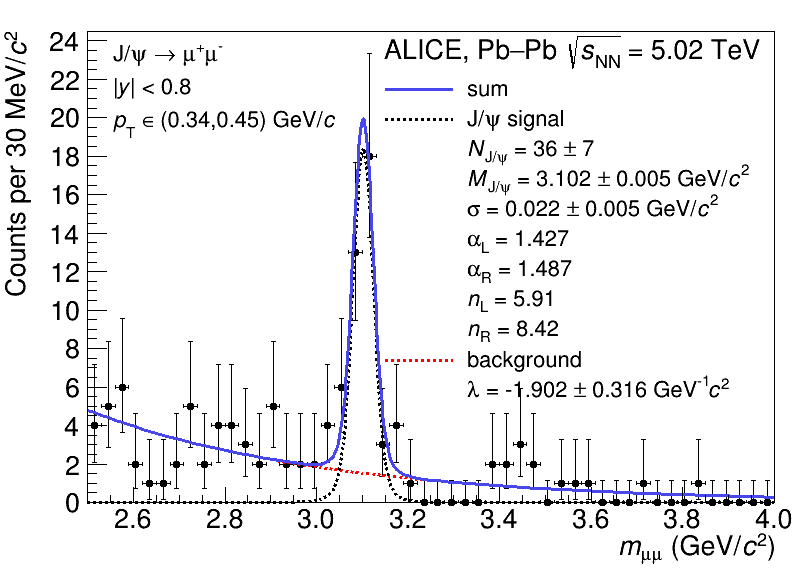 J/ψ → μ⁺μ⁻
|y| < 0.8
p_T ∈ (0.34,0.45) GeV/c
ALICE, Pb–Pb √s_NN = 5.02 TeV
sum
J/ψ signal
N_J/ψ = 36 ± 7
M_J/ψ = 3.102 ± 0.005 GeV/c²
σ = 0.022 ± 0.005 GeV/c²
α_L = 1.427
α_R = 1.487
n_L = 5.91
n_R = 8.42
background
λ = -1.902 ± 0.316 GeV⁻¹c²
Counts per 30 MeV/c²
24
22
20
18
16
14
12
10
8
6
4
2
0
2.6 2.8 3.0 3.2 3.4 3.6 3.8 4.0
m_μμ (GeV/c²)